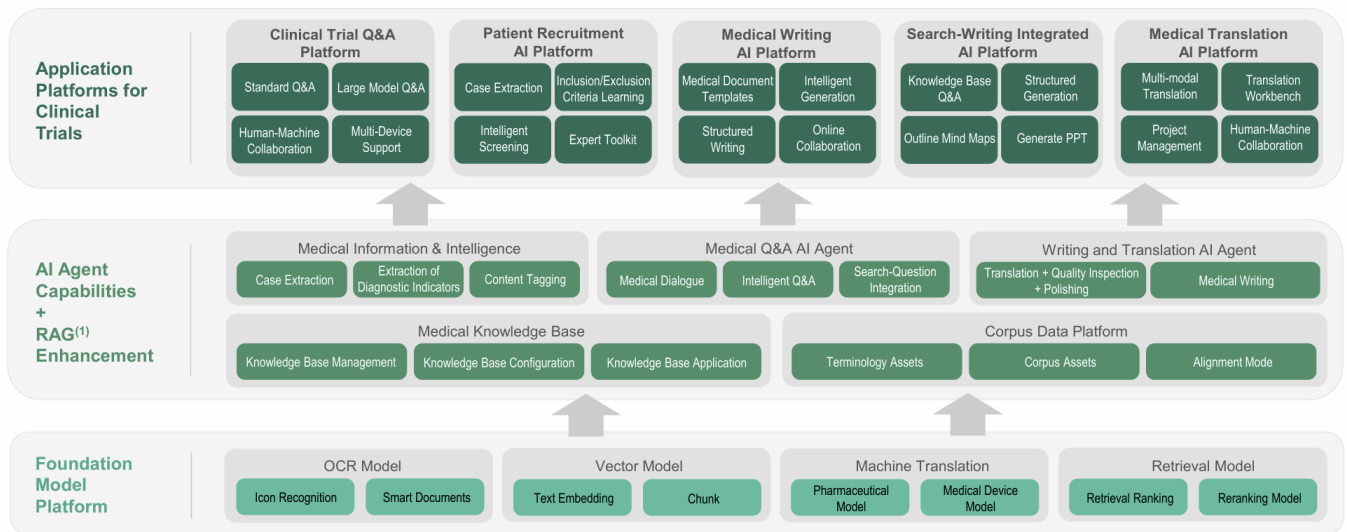 Application
Platforms for
Clinical
Trials
Clinical Trial Q&A
Platform
Standard Q&A
Large Model Q&A
Human-Machine
Collaboration
Multi-Device
Support
Patient Recruitment
AI Platform
Case Extraction
Inclusion/Exclusion
Criteria Learning
Intelligent
Screening
Expert Toolkit
Medical Writing
AI Platform
Medical Document
Templates
Intelligent
Generation
Structured
Writing
Online
Collaboration
Search-Writing Integrated
AI Platform
Knowledge Base
Q&A
Structured
Generation
Outline Mind Maps
Generate PPT
Medical Translation
AI Platform
Multi-modal
Translation
Translation
Workbench
Project
Management
Human-Machine
Collaboration
AI Agent
Capabilities
+
RAG(1)
Enhancement
Medical Information & Intelligence
Case Extraction
Extraction of
Diagnostic Indicators
Content Tagging
Medical Q&A AI Agent
Medical Dialogue
Intelligent Q&A
Search-Question
Integration
Writing and Translation AI Agent
Translation + Quality Inspection
+ Polishing
Medical Writing
Medical Knowledge Base
Knowledge Base Management
Knowledge Base Configuration
Knowledge Base Application
Corpus Data Platform
Terminology Assets
Corpus Assets
Alignment Mode
Foundation
Model
Platform
OCR Model
Icon Recognition
Smart Documents
Vector Model
Text Embedding
Chunk
Machine Translation
Pharmaceutical
Model
Medical Device
Model
Retrieval Model
Retrieval Ranking
Reranking Model